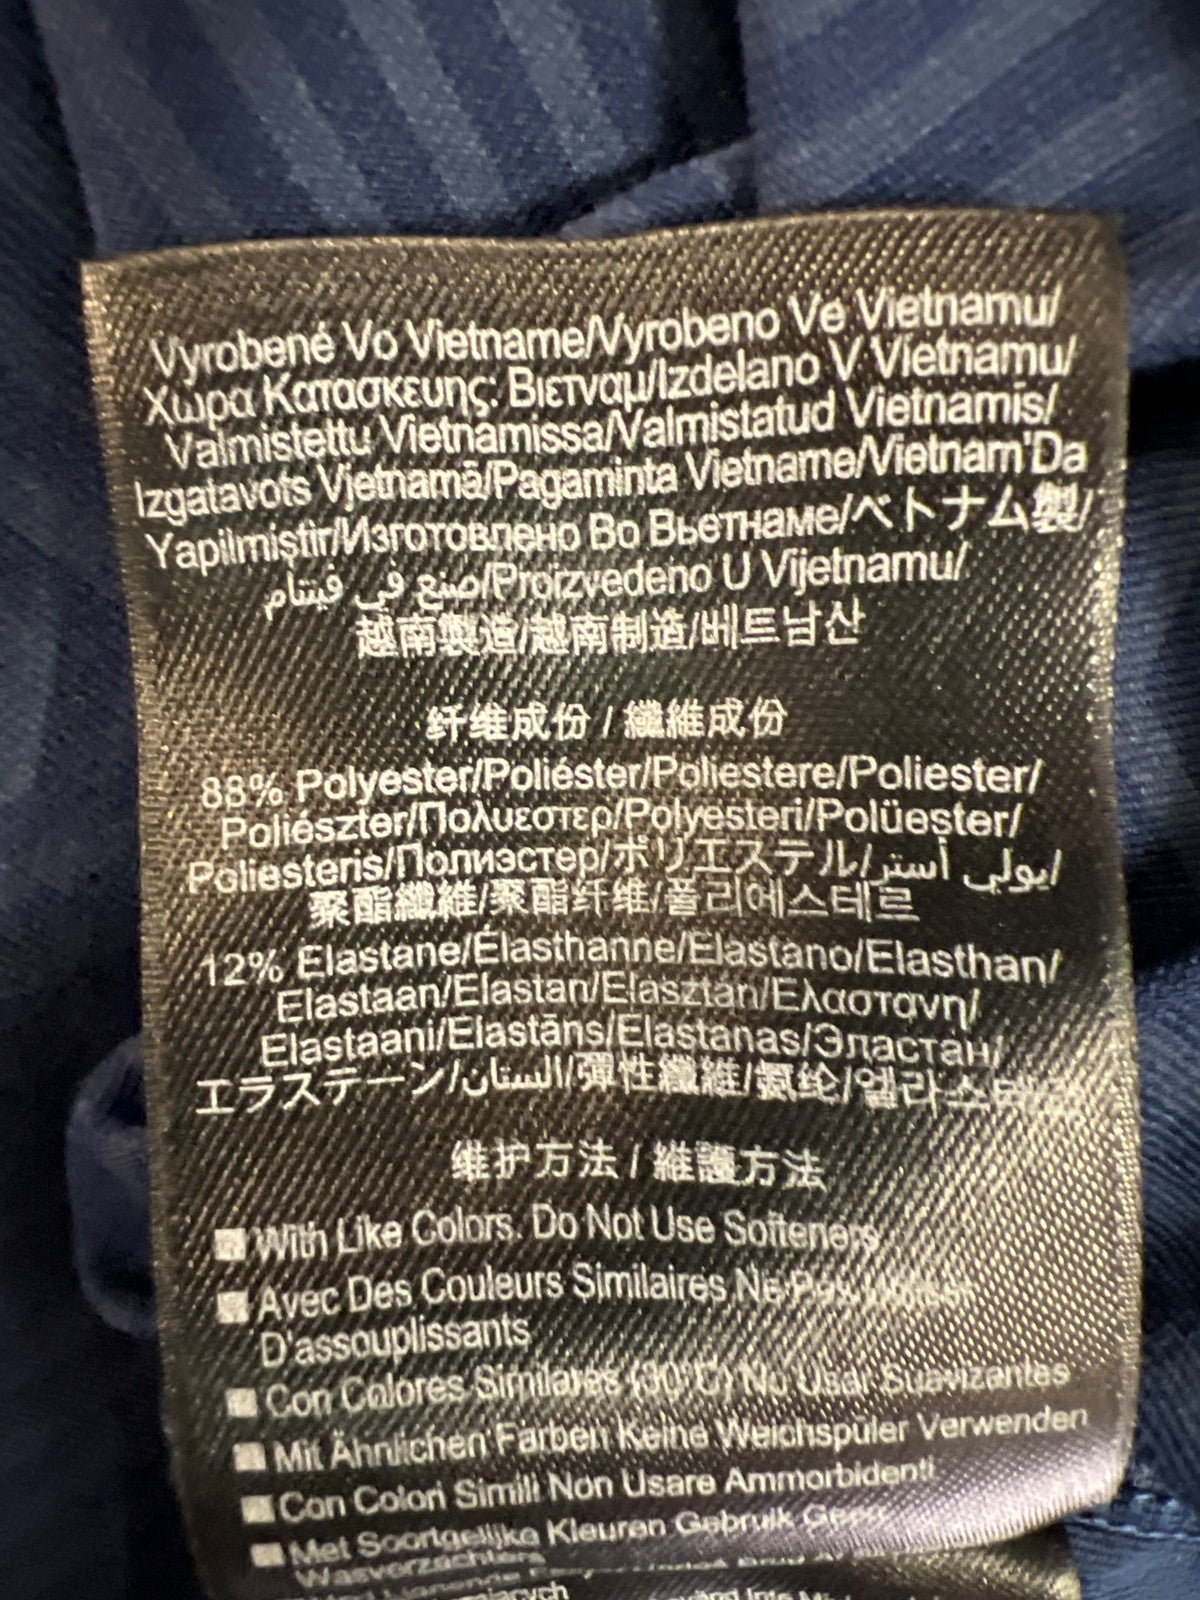 Vyrobené Vo Vietname/Vyrobeno Ve Vietnamu/
Χωρα Κατασκευης: Βιετναμ/Izdelano V Vietnamu/
Valmistettu Vietnamissa/Valmistatud Vietnamis/
Izgatavots Vjetnamā/Pagaminta Vietname/Vietnam'Da
Yapilmiştir/Изготовлено Во Вьетнаме/ベトナム製/
صنع في فيتنام/Proizvedeno U Vijetnamu/
越南製造/越南制造/베트남산
纤维成份 / 纖維成份
88% Polyester/Poliéster/Poliestere/Poliester/
Poliészter/Πολυεστερ/Polyesteri/Polüester/
Poliesteris/Полиэстер/ポリエステル/بولي أستر/
聚酯纖維/聚酯纤维/폴리에스테르
12% Elastane/Élasthanne/Elastano/Elasthan/
Elastaan/Elastan/Elasztán/Ελαστανη/
Elastaani/Elastāns/Elastanas/Эластан/
エラステーン/الستان/彈性纖維/氨纶/엘라스테인
维护方法 / 維護方法
With Like Colors. Do Not Use Softeners
Avec Des Couleurs Similaires Ne Pas Utiliser
D'assouplissants
Con Colores Similares (30°C) No Usar Suavizantes
Mit Ähnlichen Farben Keine Weichspüler Verwenden
Con Colori Simili Non Usare Ammorbidenti
Met Soortgelijke Kleuren Gebruik Geen
Wasverzachters